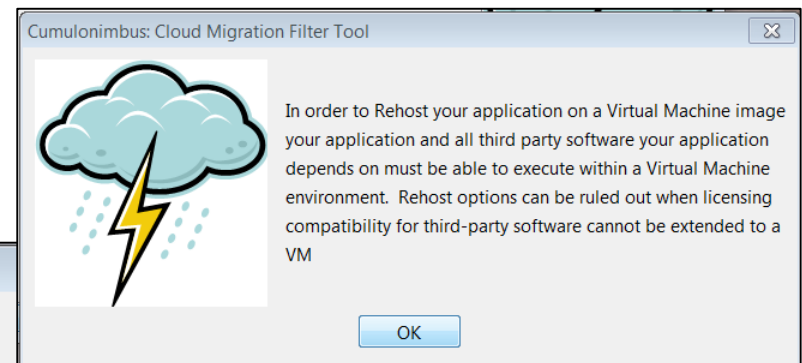 Cumulonimbus: Cloud Migration Filter Tool
In order to Rehost your application on a Virtual Machine image
your application and all third party software your application
depends on must be able to execute within a Virtual Machine
environment.  Rehost options can be ruled out when licensing
compatibility for third-party software cannot be extended to a
VM
OK